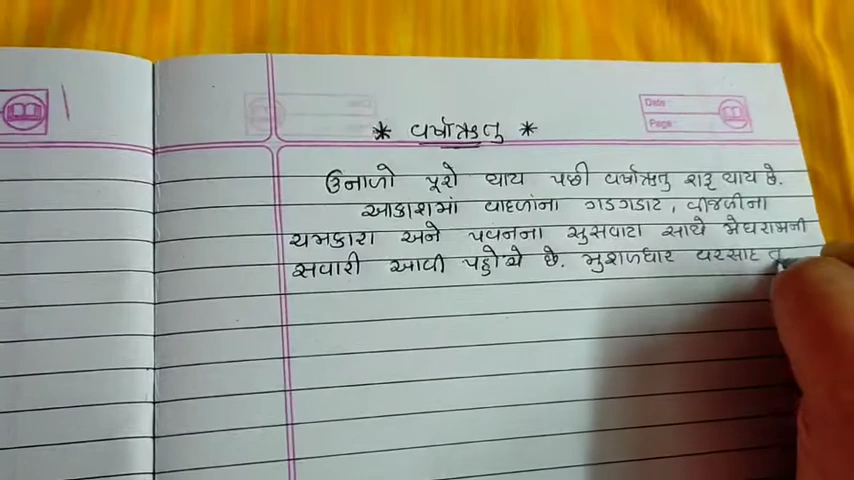 * વર્ષાઋતુ *
Date
Page
ઉનાળો પૂરો થાય પછી વર્ષાઋતુ શરૂ થાય છે.
આકાશમાં વાદળાંના ગડગડાટ, વીજળીના
ચમકારા અને પવનના સુસવાટા સાથે મેઘરાજાની
સવારી આવી પહોંચે છે. મુશળધાર વરસાદ